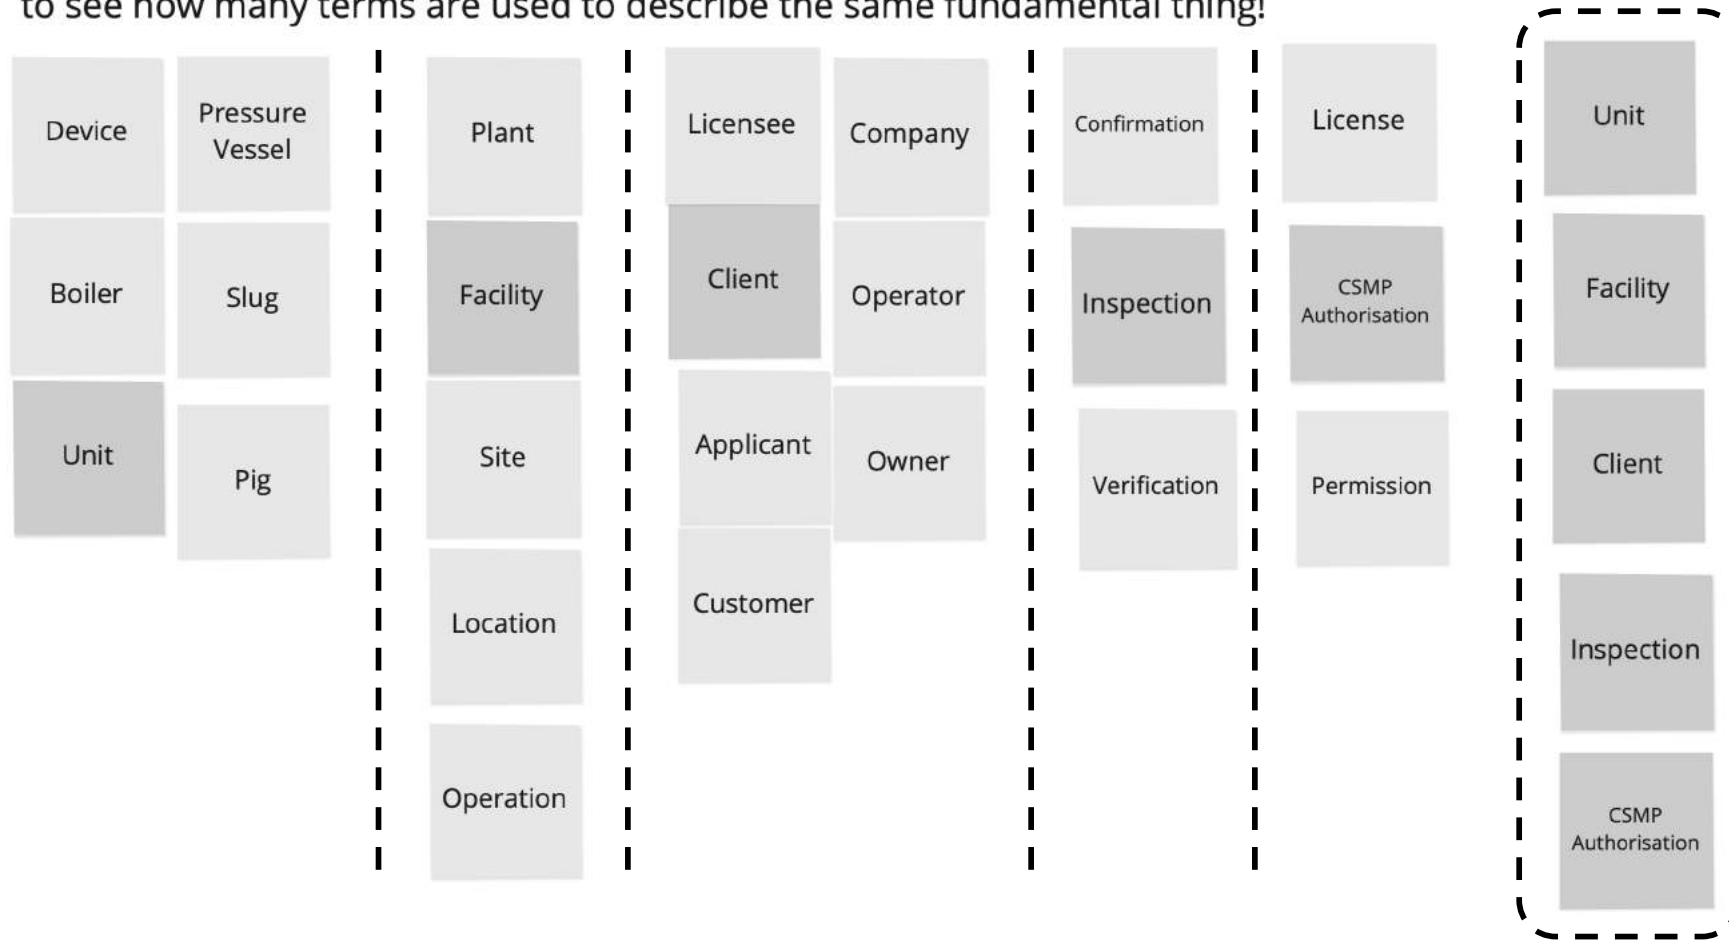 to see how many terms are used to describe the same fundamental thing!
Device
Pressure
Vessel
Boiler
Slug
Unit
Pig
Plant
Facility
Site
Location
Operation
Licensee
Company
Client
Operator
Applicant
Owner
Customer
Confirmation
Inspection
Verification
License
CSMP
Authorisation
Permission
Unit
Facility
Client
Inspection
CSMP
Authorisation